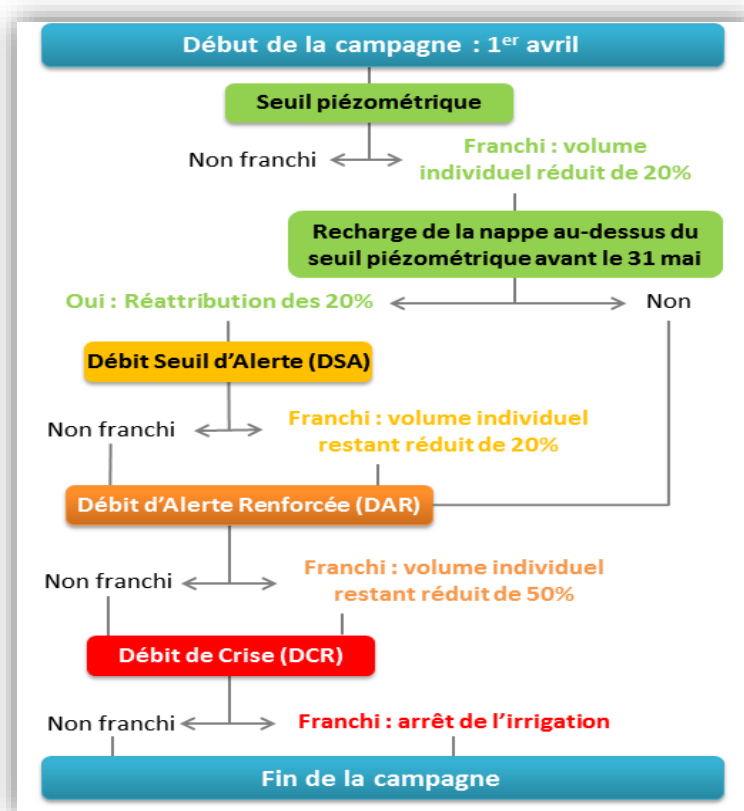 Début de la campagne : 1er avril
Seuil piézométrique
Non franchi
Franchi : volume
individuel réduit de 20%
Recharge de la nappe au-dessus du
seuil piézométrique avant le 31 mai
Oui : Réattribution des 20%
Non
Débit Seuil d’Alerte (DSA)
Non franchi
Franchi : volume individuel
restant réduit de 20%
Débit d’Alerte Renforcée (DAR)
Non franchi
Franchi : volume individuel
restant réduit de 50%
Débit de Crise (DCR)
Non franchi
Franchi : arrêt de l’irrigation
Fin de la campagne